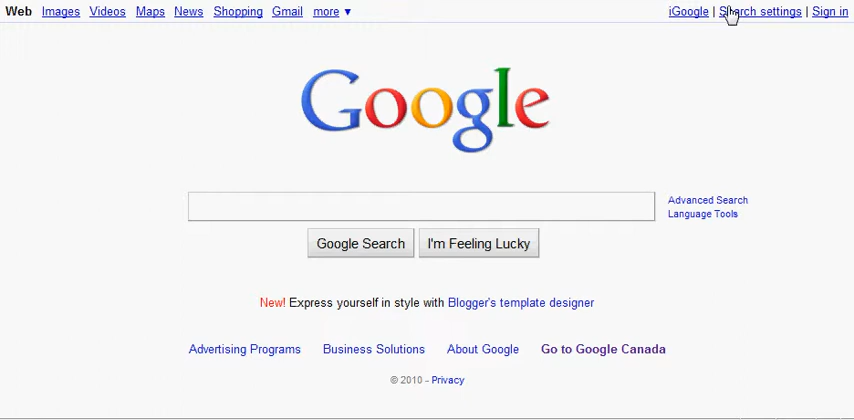 Web Images Videos Maps News Shopping Gmail more ▼ iGoogle | Search settings | Sign in
Google
Advanced Search
Language Tools
Google Search I'm Feeling Lucky
New! Express yourself in style with Blogger's template designer
Advertising Programs Business Solutions About Google Go to Google Canada
© 2010 - Privacy